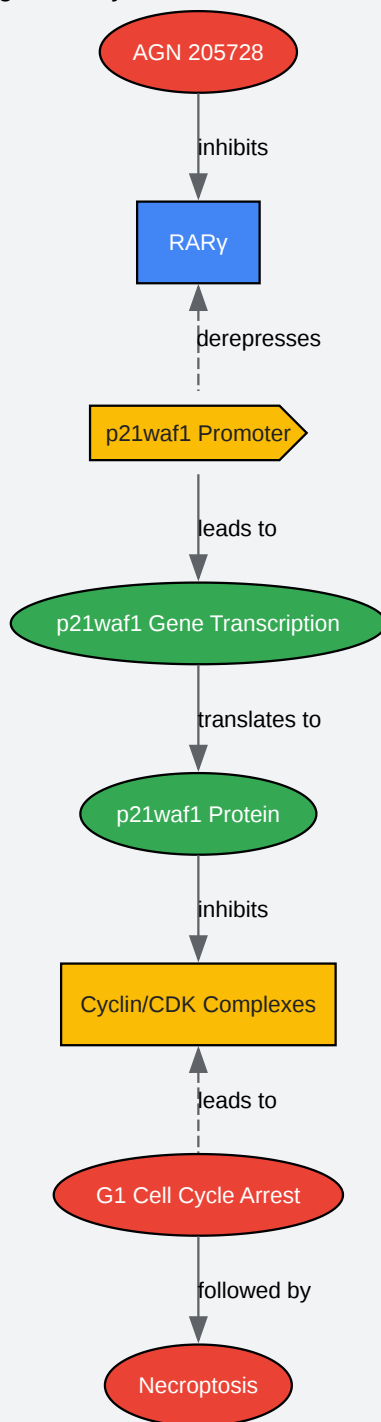 AGN 205728
inhibits
RARγ
derepresses
p21waf1 Promoter
leads to
p21waf1 Gene Transcription
translates to
p21waf1 Protein
inhibits
Cyclin/CDK Complexes
leads to
G1 Cell Cycle Arrest
followed by
Necroptosis